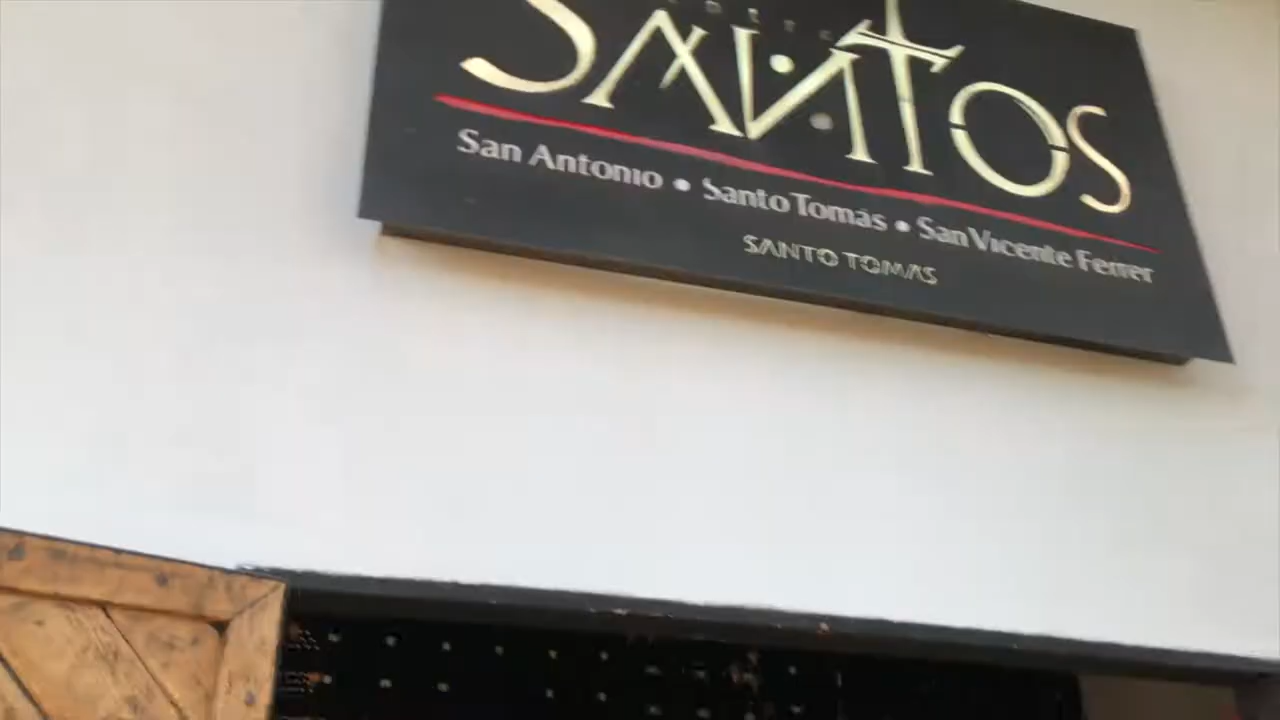 SANTOS
San Antonio • Santo Tomás • San Vicente Ferrer
SANTO TOMAS